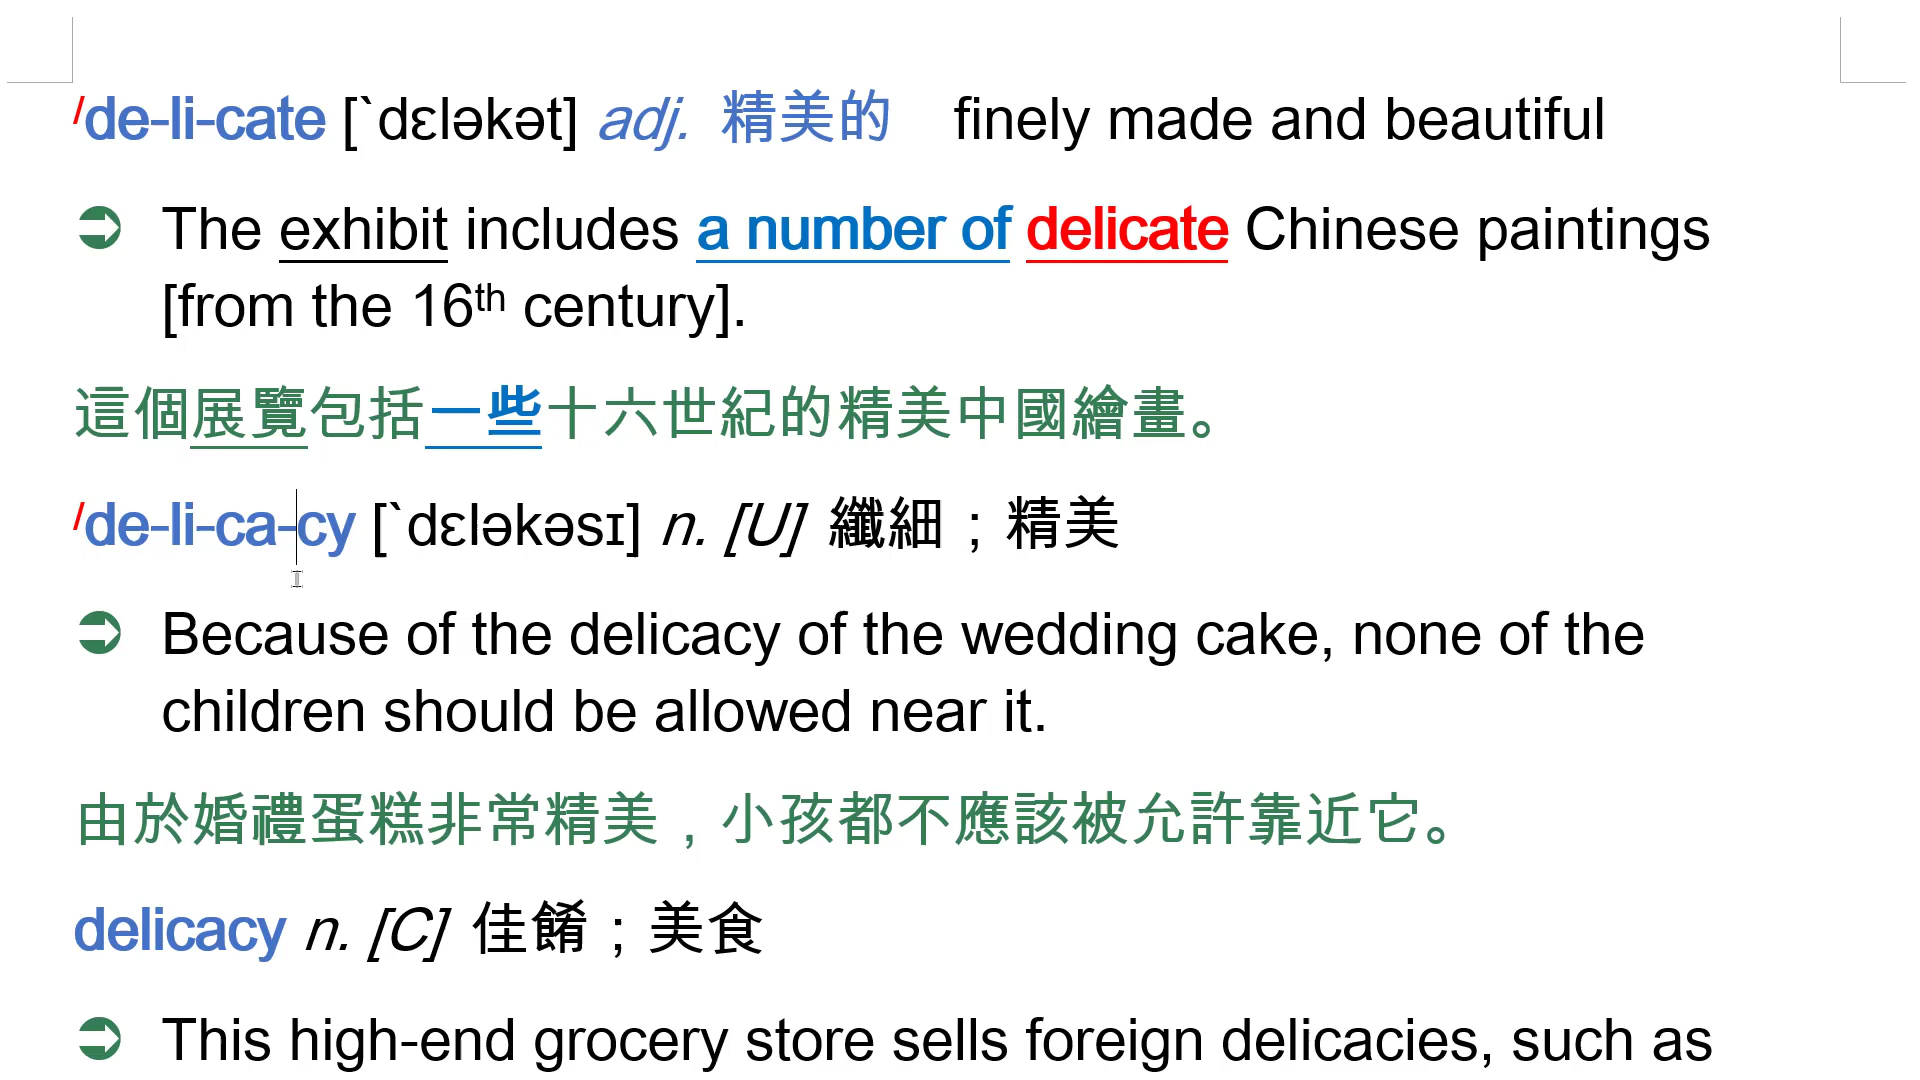 /de-li-cate [`dɛləkət] adj. 精美的 finely made and beautiful
The exhibit includes a number of delicate Chinese paintings
[from the 16th century].
這個展覽包括一些十六世紀的精美中國繪畫。
/de-li-ca-cy [`dɛləkəsɪ] n. [U] 纖細；精美
Because of the delicacy of the wedding cake, none of the
children should be allowed near it.
由於婚禮蛋糕非常精美，小孩都不應該被允許靠近它。
delicacy n. [C] 佳餚；美食
This high-end grocery store sells foreign delicacies, such as